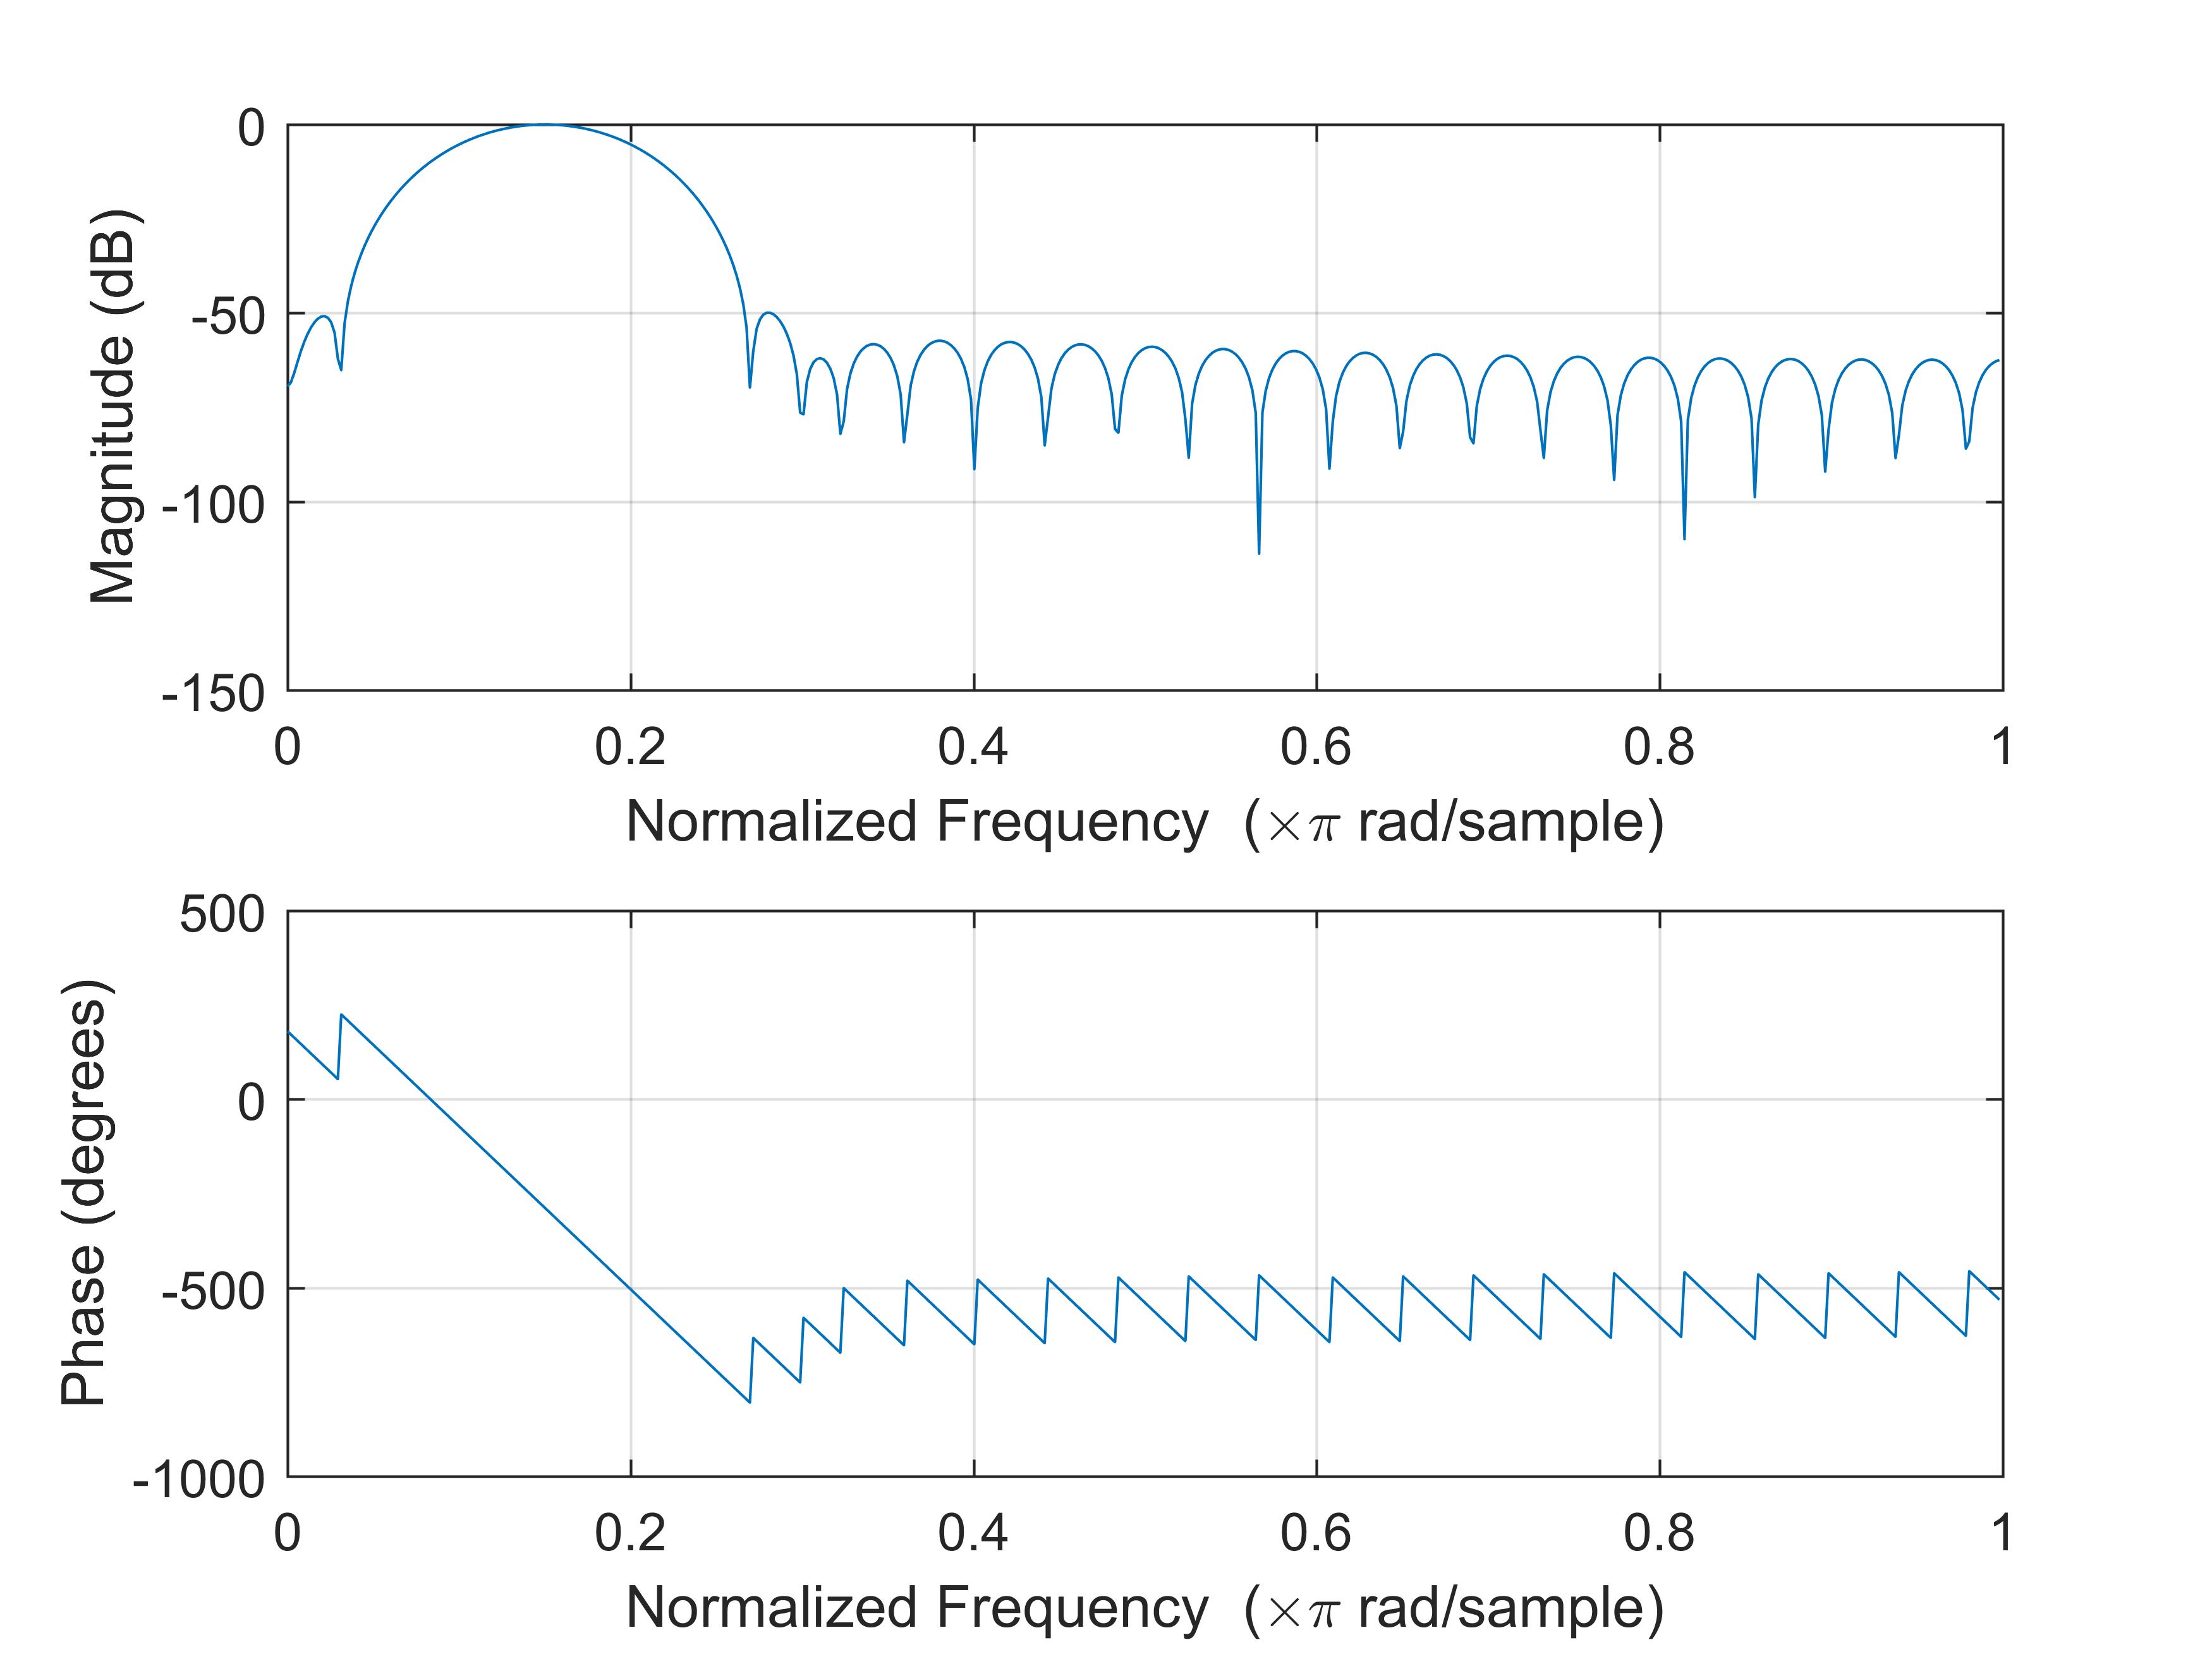 0
-50
-100
-150
Magnitude (dB)
0 0.2 0.4 0.6 0.8 1
Normalized Frequency (×π rad/sample)
500
0
-500
-1000
Phase (degrees)
0 0.2 0.4 0.6 0.8 1
Normalized Frequency (×π rad/sample)